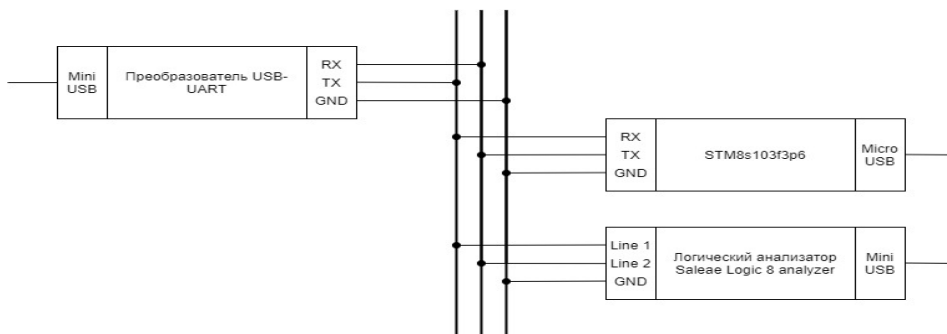 Mini
USB
Преобразователь USB-
UART
RX
TX
GND
RX
TX
GND
STM8s103f3p6
Micro
USB
Line 1
Line 2
GND
Логический анализатор
Saleae Logic 8 analyzer
Mini
USB